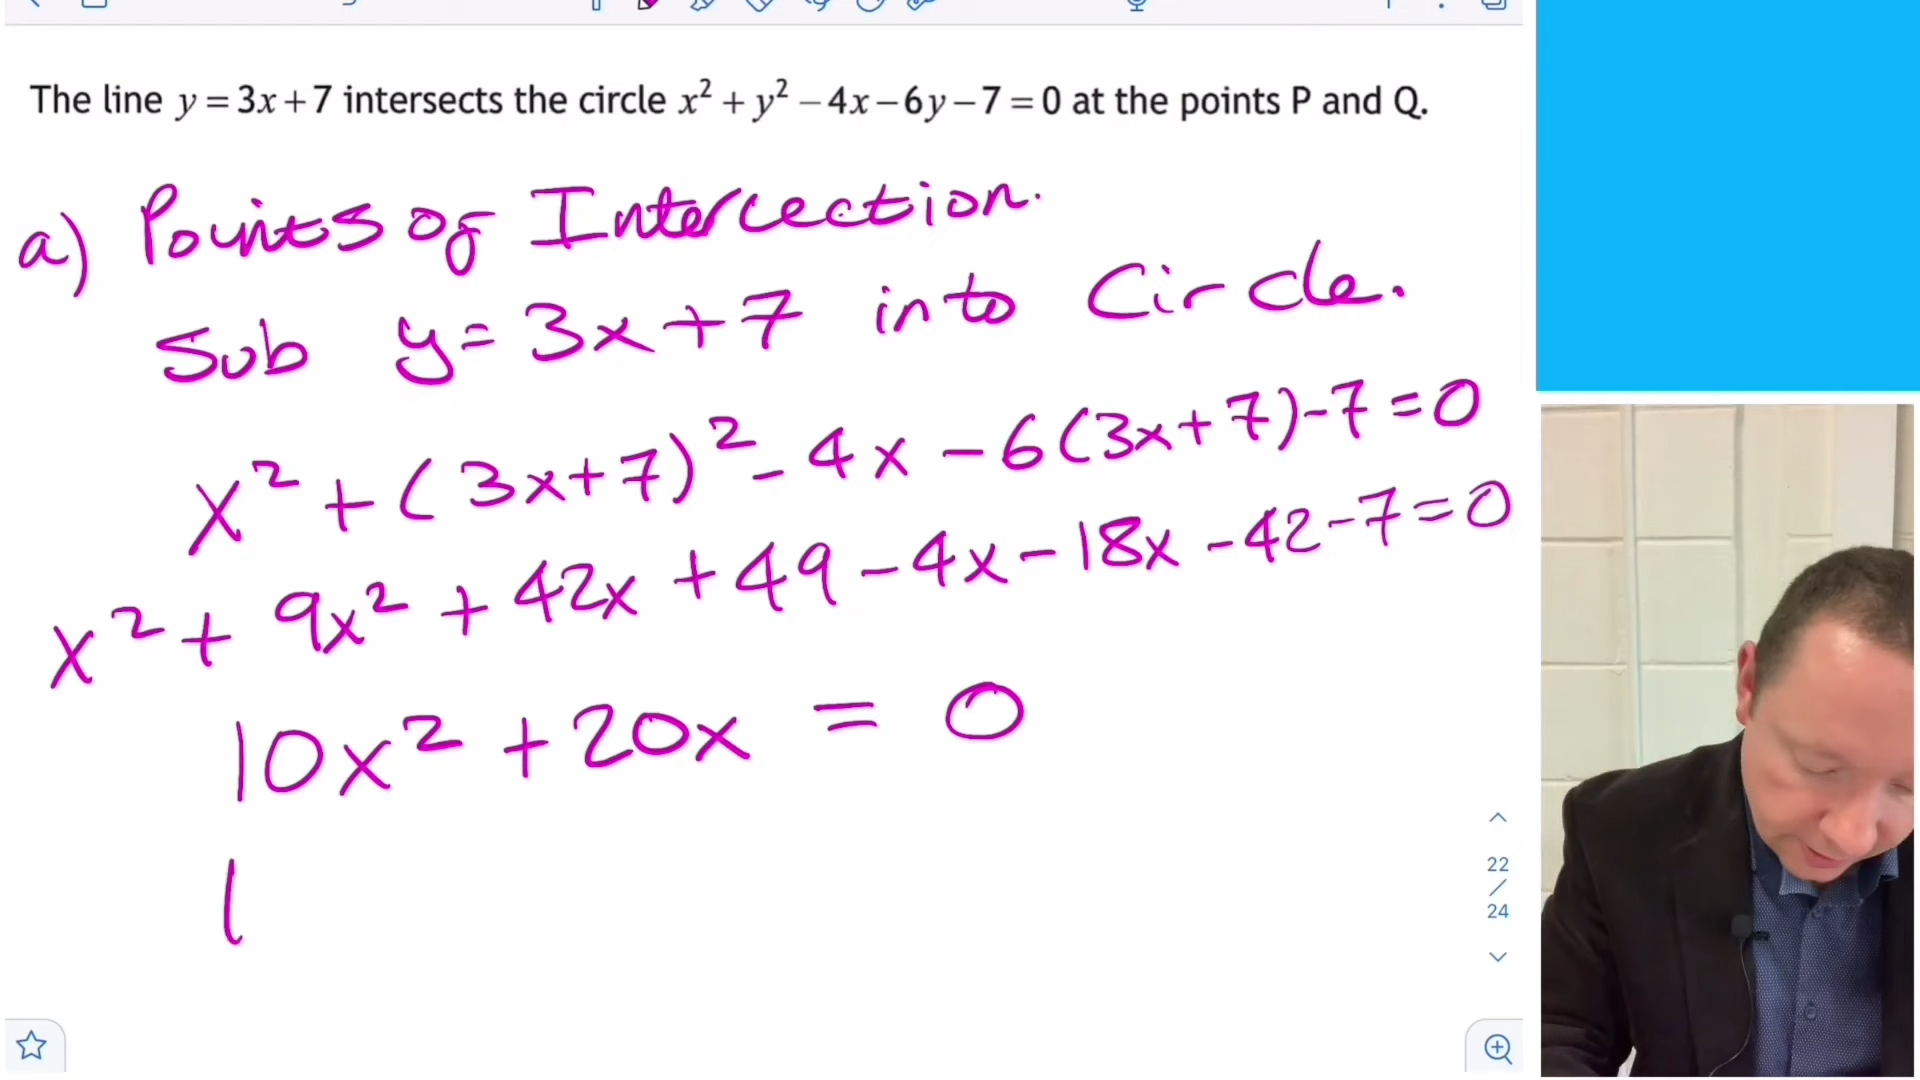 The line y = 3x + 7 intersects the circle x² + y² – 4x – 6y – 7 = 0 at the points P and Q.
a) Points of Intercection.
Sub y = 3x + 7 into Circle.
x² + (3x+7)² - 4x - 6(3x+7) - 7 = 0
x² + 9x² + 42x + 49 - 4x - 18x - 42 - 7 = 0
10x² + 20x = 0
22
/
24